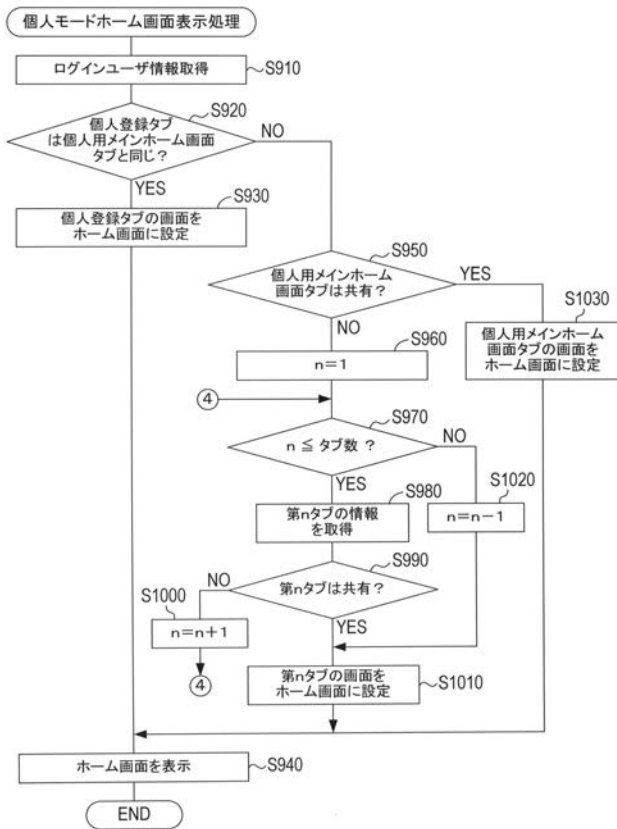 個人モードホーム画面表示処理
ログインユーザ情報取得
S910
S920
個人登録タブ
は個人用メインホーム画面
タブと同じ?
NO
YES
S930
個人登録タブの画面を
ホーム画面に設定
S950
個人用メインホーム
画面タブは共有?
YES
NO
S1030
個人用メインホーム
画面タブの画面を
ホーム画面に設定
S960
n=1
④
S970
n ≦ タブ数 ?
NO
YES
S980
第nタブの情報
を取得
S1020
n=n-1
S990
第nタブは共有?
NO
YES
S1000
n=n+1
④
第nタブの画面を
ホーム画面に設定
S1010
ホーム画面を表示
S940
END